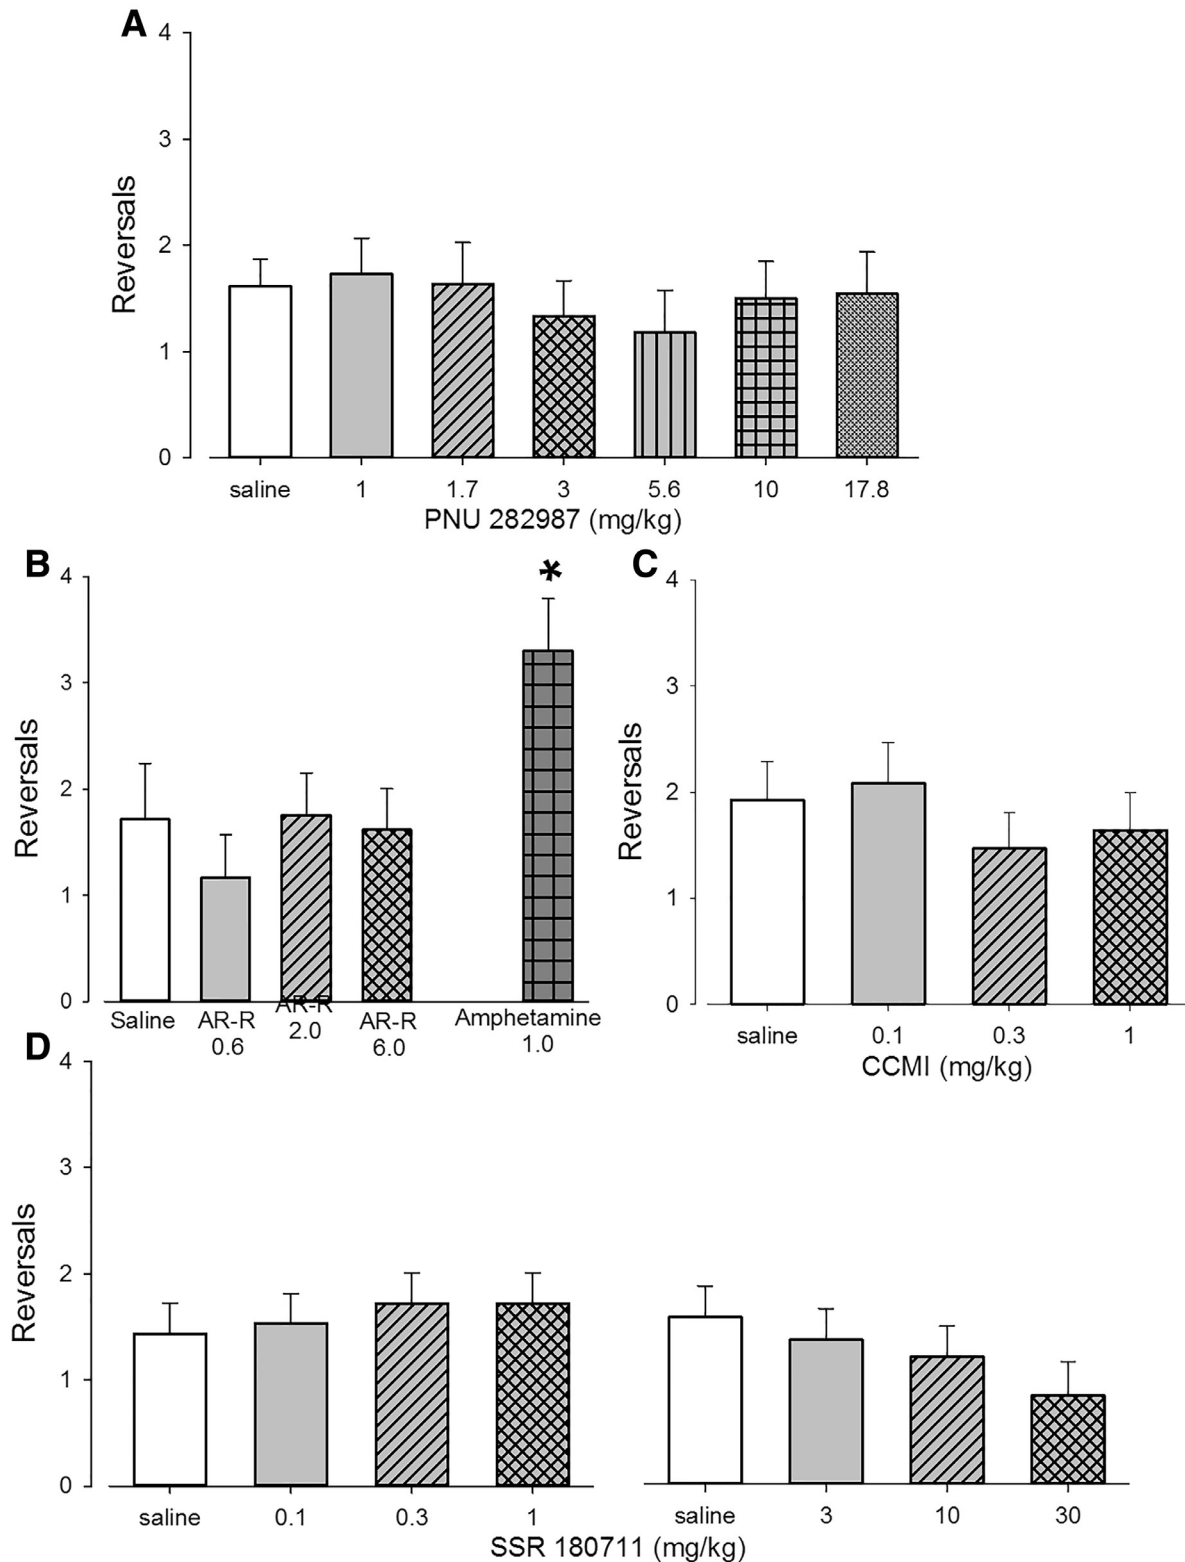 A
4
3
2
1
0
Reversals
saline 1 1.7 3 5.6 10 17.8
PNU 282987 (mg/kg)
B
4
3
2
1
0
Reversals
*
Saline AR-R AR-R AR-R Amphetamine
0.6 2.0 6.0 1.0
C
4
3
2
1
0
Reversals
saline 0.1 0.3 1
CCMI (mg/kg)
D
4
3
2
1
0
Reversals
saline 0.1 0.3 1 saline 3 10 30
SSR 180711 (mg/kg)